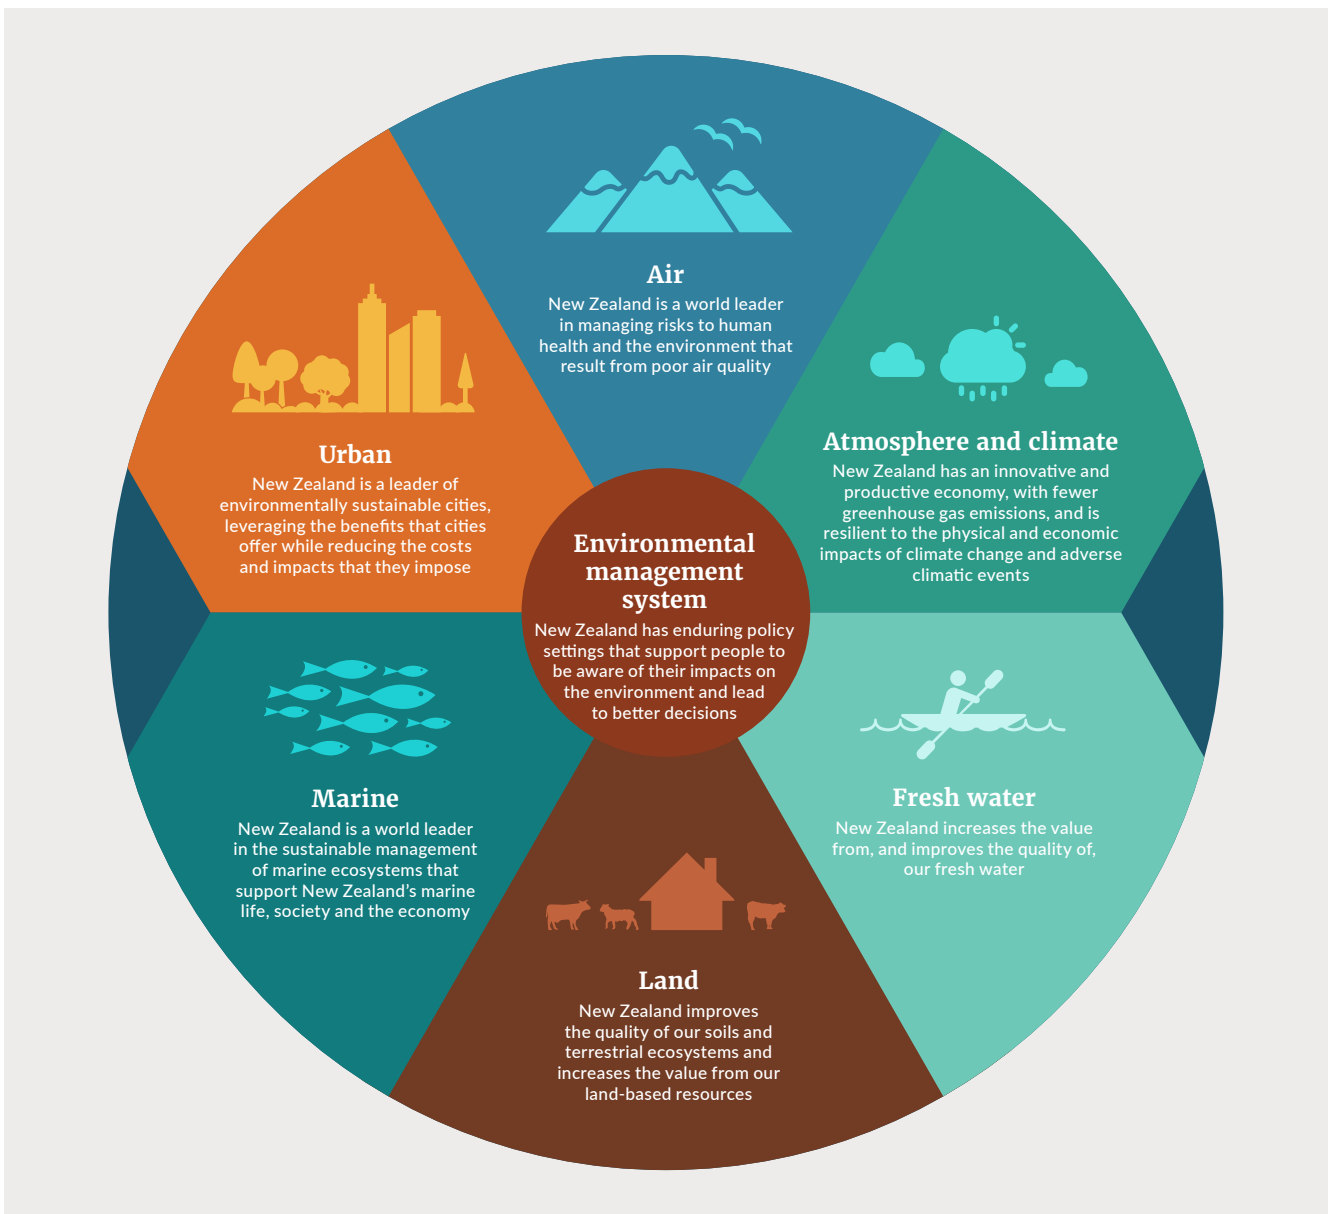 Air
New Zealand is a world leader
in managing risks to human
health and the environment that
result from poor air quality
Atmosphere and climate
New Zealand has an innovative and
productive economy, with fewer
greenhouse gas emissions, and is
resilient to the physical and economic
impacts of climate change and adverse
climatic events
Urban
New Zealand is a leader of
environmentally sustainable cities,
leveraging the benefits that cities
offer while reducing the costs
and impacts that they impose
Environmental
management
system
New Zealand has enduring policy
settings that support people to
be aware of their impacts on
the environment and lead
to better decisions
Marine
New Zealand is a world leader
in the sustainable management
of marine ecosystems that
support New Zealand's marine
life, society and the economy
Fresh water
New Zealand increases the value
from, and improves the quality of,
our fresh water
Land
New Zealand improves
the quality of our soils and
terrestrial ecosystems and
increases the value from our
land-based resources